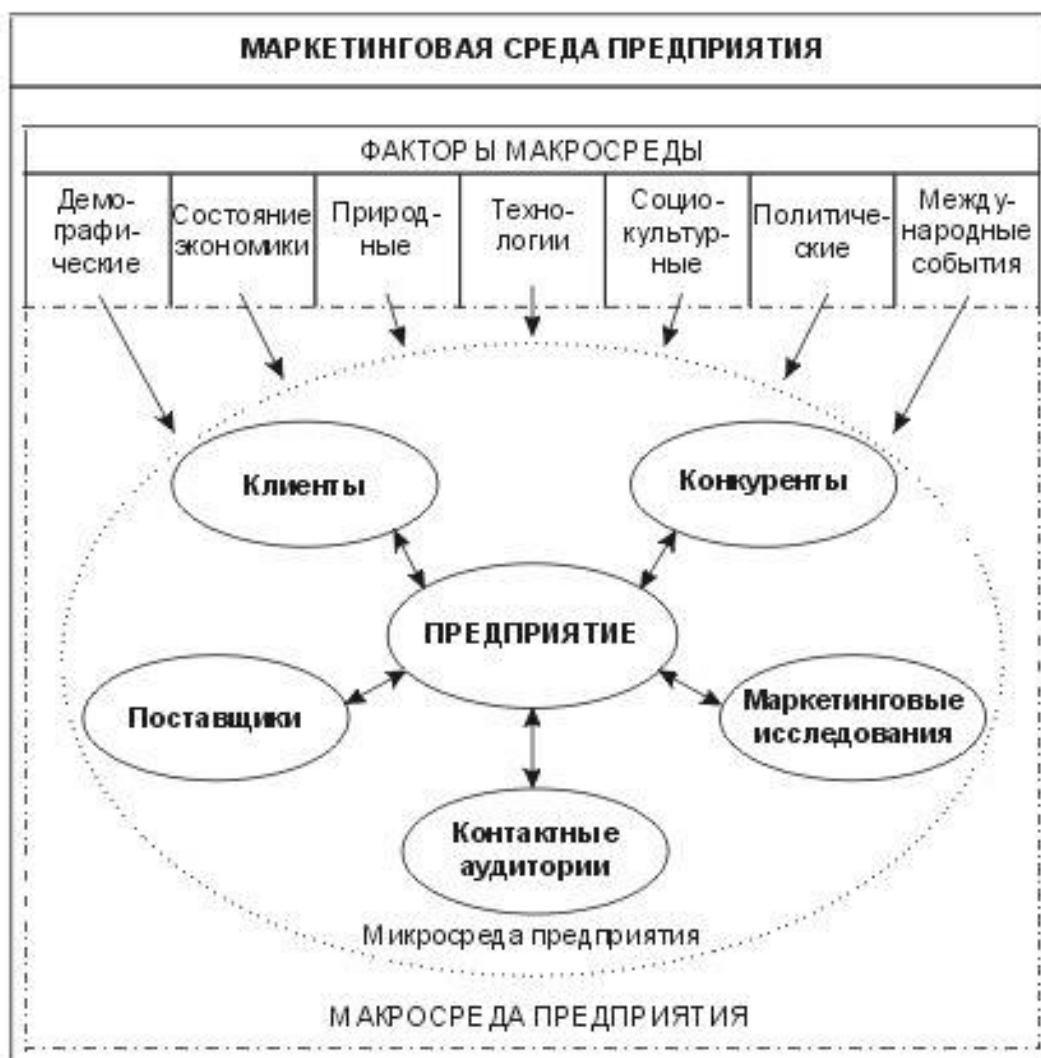 МАРКЕТИНГОВАЯ СРЕДА ПРЕДПРИЯТИЯ
ФАКТОРЫ МАКРОСРЕДЫ
Демо-
графи-
ческие
Состояние
экономики
Природ-
ные
Техно-
логии
Социо-
культур-
ные
Политиче-
ские
Между-
народные
события
Клиенты
Конкуренты
ПРЕДПРИЯТИЕ
Поставщики
Маркетинговые
исследования
Контактные
аудитории
Микросреда предприятия
МАКРОСРЕДА ПРЕДПРИЯТИЯ